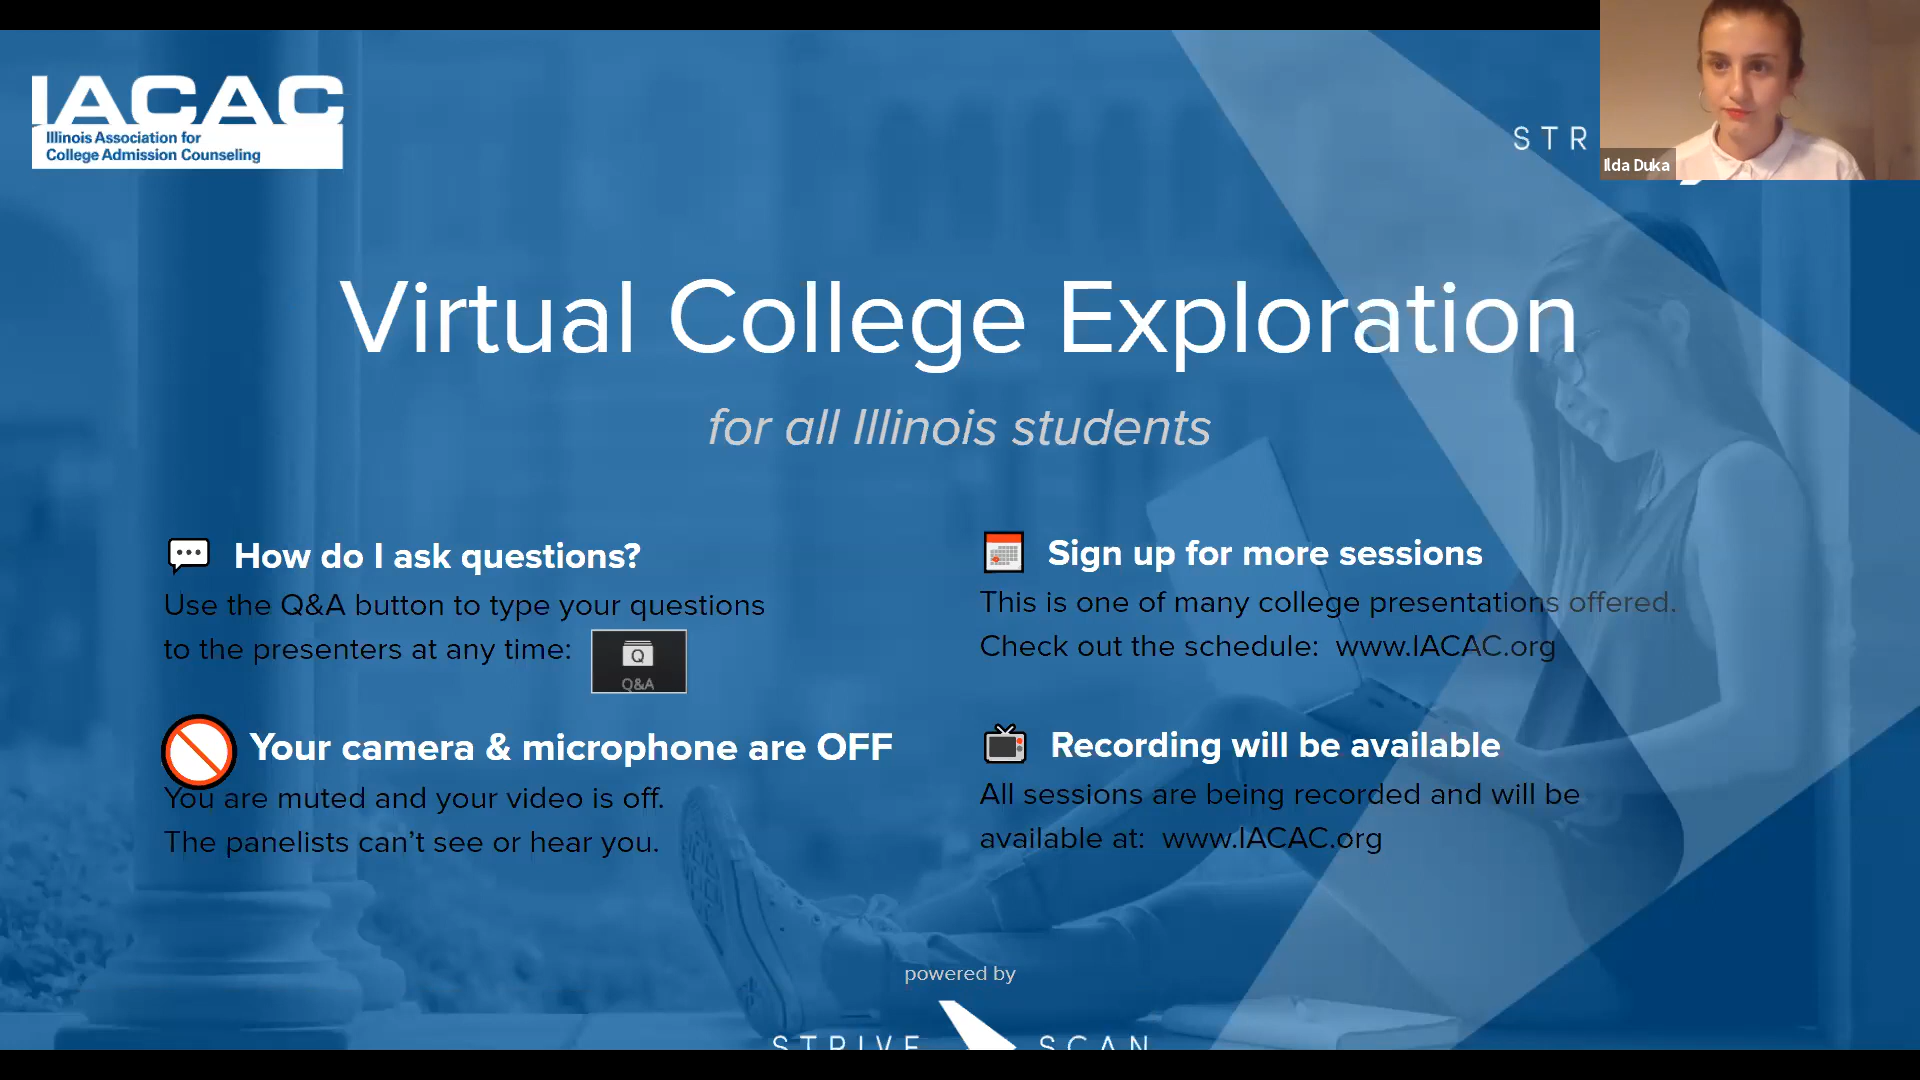 IACAC
Illinois Association for
College Admission Counseling
STR
Ilda Duka
Virtual College Exploration
for all Illinois students
How do I ask questions?
Use the Q&A button to type your questions
to the presenters at any time:
Q
Q&A
Sign up for more sessions
This is one of many college presentations offered.
Check out the schedule: www.IACAC.org
Your camera & microphone are OFF
You are muted and your video is off.
The panelists can't see or hear you.
Recording will be available
All sessions are being recorded and will be
available at: www.IACAC.org
powered by
STRIVE SCAN